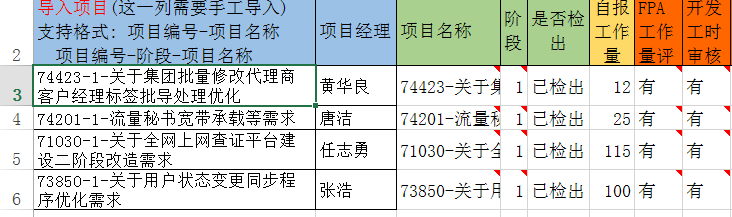 导入项目(这一列需要手工导入)
支持格式: 项目编号-项目名称
项目编号-阶段-项目名称
项目经理
项目名称
阶
段
是否检
出
自报
工作
量
FPA
工作
量评
开发
工时
审核
2
3
74423-1-关于集团批量修改代理商
客户经理标签批导处理优化
黄华良
74423-关于集
1
已检出
12
有
有
4
74201-1-流量秘书宽带承载等需求
唐洁
74201-流量秘
1
已检出
25
有
有
5
71030-1-关于全网上网查证平台建
设二阶段改造需求
任志勇
71030-关于全
1
已检出
115
有
有
6
73850-1-关于用户状态变更同步程
序优化需求
张浩
73850-关于用
1
已检出
100
有
有